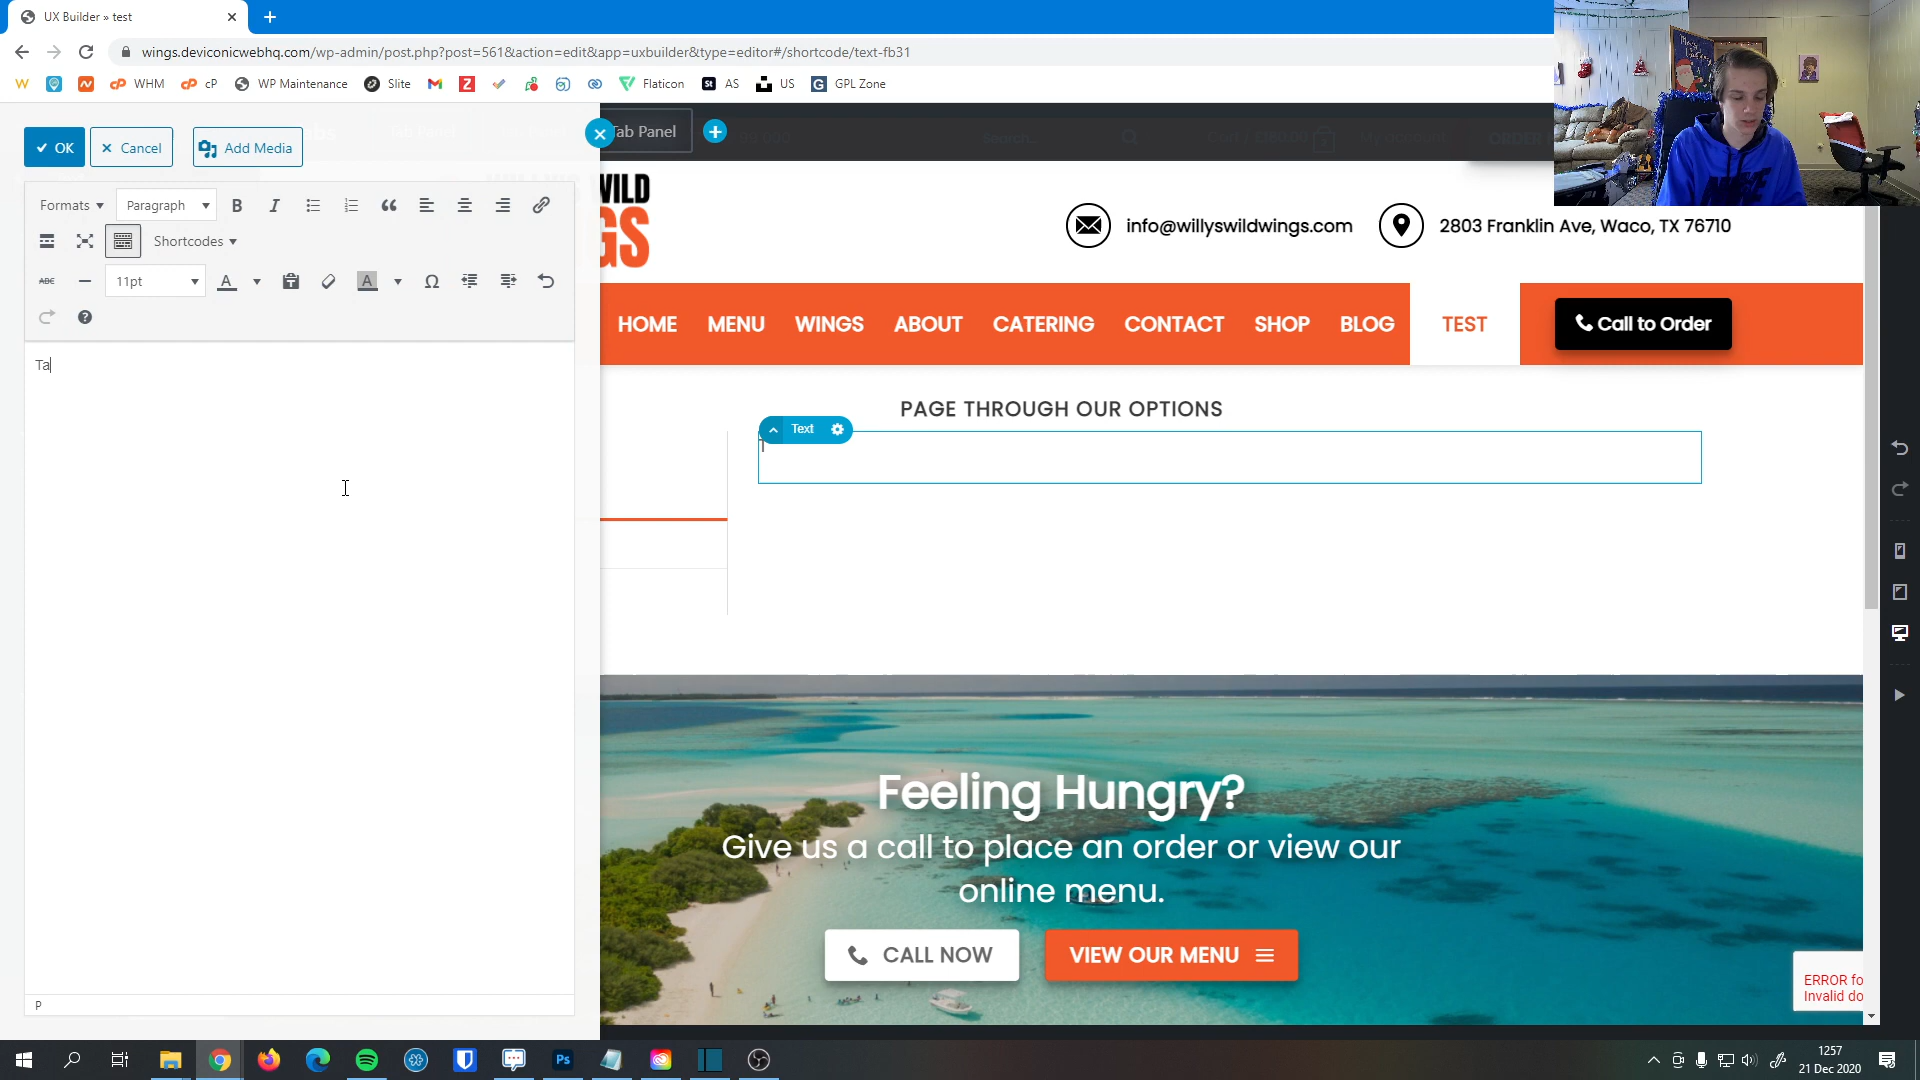 UX Builder » test
wings.deviconicwebhq.com/wp-admin/post.php?post=561&action=edit&app=uxbuilder&type=editor#/shortcode/text-fb31
WHM
cP
WP Maintenance
Slite
Flaticon
AS
US
GPL Zone
OK
Cancel
Add Media
Tab Panel
Search...
Formats
Paragraph
Shortcodes
11pt
Ta
P
WILD
GS
info@willyswildwings.com
2803 Franklin Ave, Waco, TX 76710
HOME
MENU
WINGS
ABOUT
CATERING
CONTACT
SHOP
BLOG
TEST
Call to Order
PAGE THROUGH OUR OPTIONS
Text
T
Feeling Hungry?
Give us a call to place an order or view our
online menu.
CALL NOW
VIEW OUR MENU
ERROR fo
Invalid do
1257
21 Dec 2020